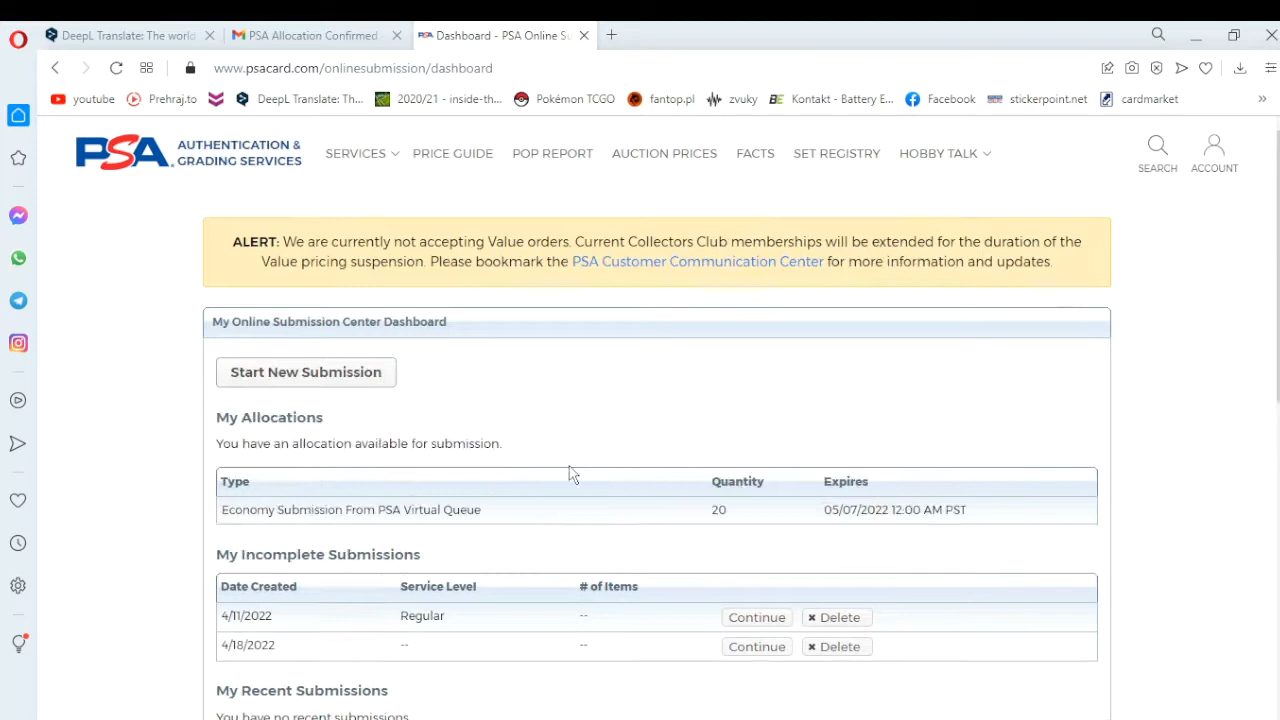 DeepL Translate: The world
PSA Allocation Confirmed
PSA Dashboard - PSA Online Su
www.psacard.com/onlinesubmission/dashboard
youtube
Prehraj.to
DeepL Translate: Th...
2020/21 - inside-th...
Pokémon TCGO
fantop.pl
zvuky
BE Kontakt - Battery E...
Facebook
stickerpoint.net
cardmarket
PSA AUTHENTICATION &
GRADING SERVICES
SERVICES
PRICE GUIDE
POP REPORT
AUCTION PRICES
FACTS
SET REGISTRY
HOBBY TALK
SEARCH
ACCOUNT
ALERT: We are currently not accepting Value orders. Current Collectors Club memberships will be extended for the duration of the
Value pricing suspension. Please bookmark the PSA Customer Communication Center for more information and updates.
My Online Submission Center Dashboard
Start New Submission
My Allocations
You have an allocation available for submission.
Type Quantity Expires
Economy Submission From PSA Virtual Queue 20 05/07/2022 12:00 AM PST
My Incomplete Submissions
Date Created Service Level # of Items
4/11/2022 Regular -- Continue × Delete
4/18/2022 -- -- Continue × Delete
My Recent Submissions
You have no recent submissions